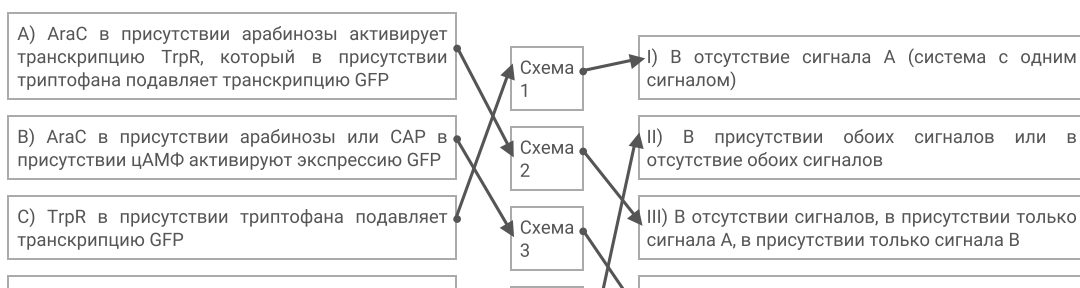 A) AraC в присутствии арабинозы активирует
транскрипцию TrpR, который в присутствии
триптофана подавляет транскрипцию GFP
B) AraC в присутствии арабинозы или CAP в
присутствии цАМФ активируют экспрессию GFP
C) TrpR в присутствии триптофана подавляет
транскрипцию GFP
Схема
1
Схема
2
Схема
3
I) В отсутствие сигнала А (система с одним
сигналом)
II) В присутствии обоих сигналов или в
отсутствие обоих сигналов
III) В отсутствии сигналов, в присутствии только
сигнала А, в присутствии только сигнала В